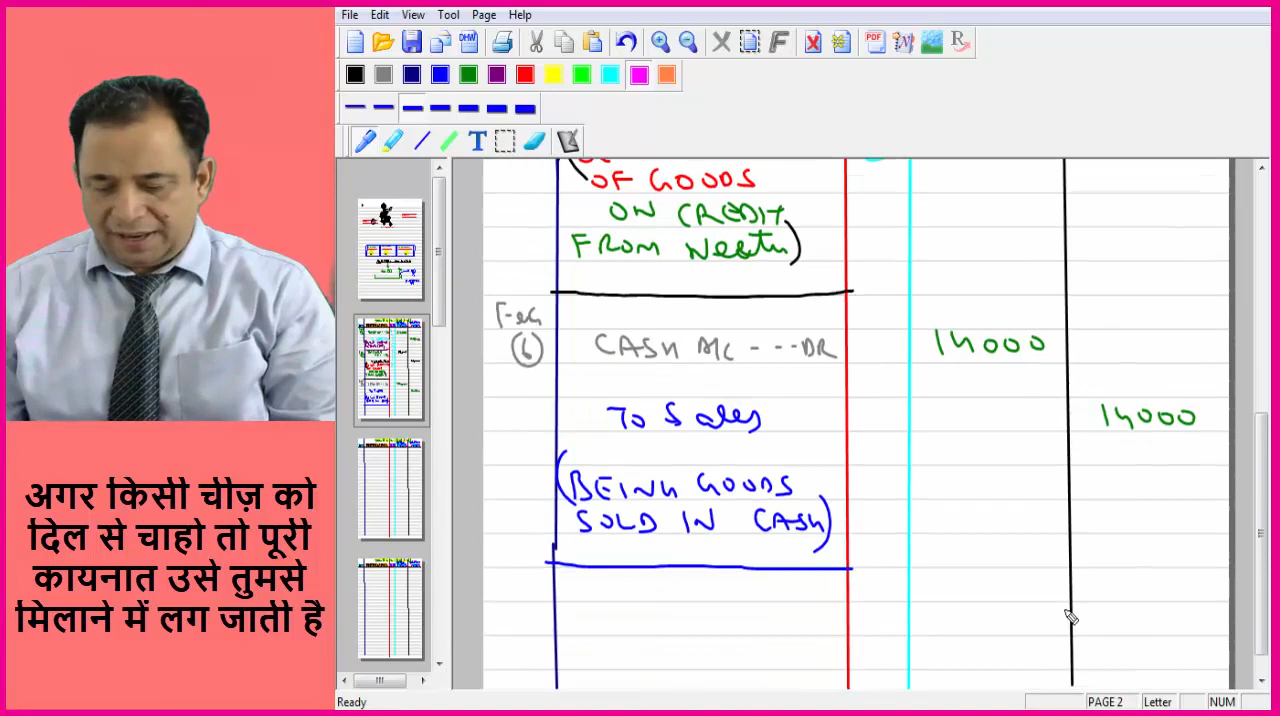 File Edit View Tool Page Help
OF GOODS
ON CREDIT
FROM Neetu)
Feb
6 CASH A/c - - - - DR 14000
To Sales 14000
(BEING GOODS
SOLD IN CASH)
अगर किसी चीज़ को
दिल से चाहो तो पूरी
कायनात उसे तुमसे
मिलाने में लग जाती है
Ready PAGE 2 Letter NUM